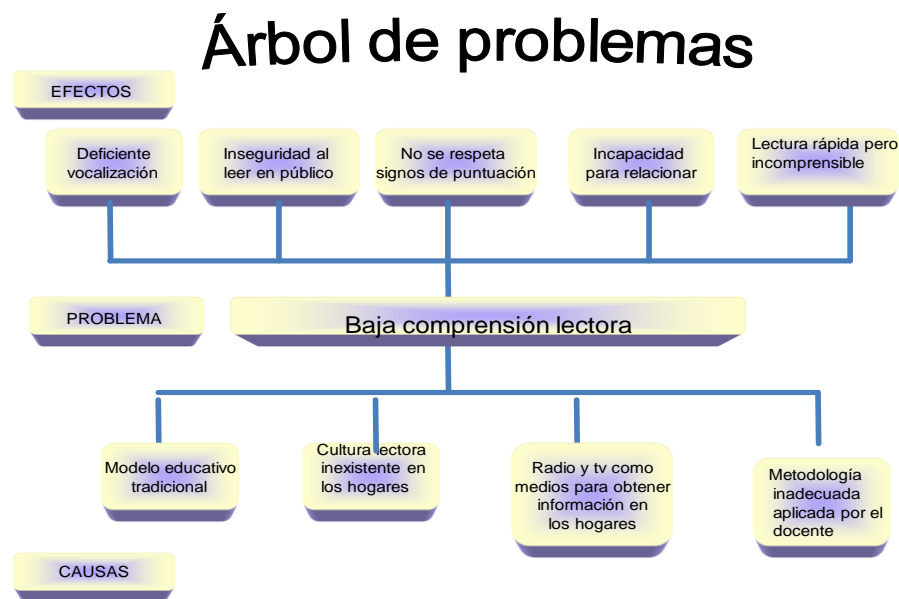 Árbol de problemas
EFECTOS
Deficiente
vocalización
Inseguridad al
leer en público
No se respeta
signos de puntuación
Incapacidad
para relacionar
Lectura rápida pero
incomprensible
PROBLEMA
Baja comprensión lectora
Modelo educativo
tradicional
Cultura lectora
inexistente en
los hogares
Radio y tv como
medios para obtener
información en
los hogares
Metodología
inadecuada
aplicada por el
docente
CAUSAS